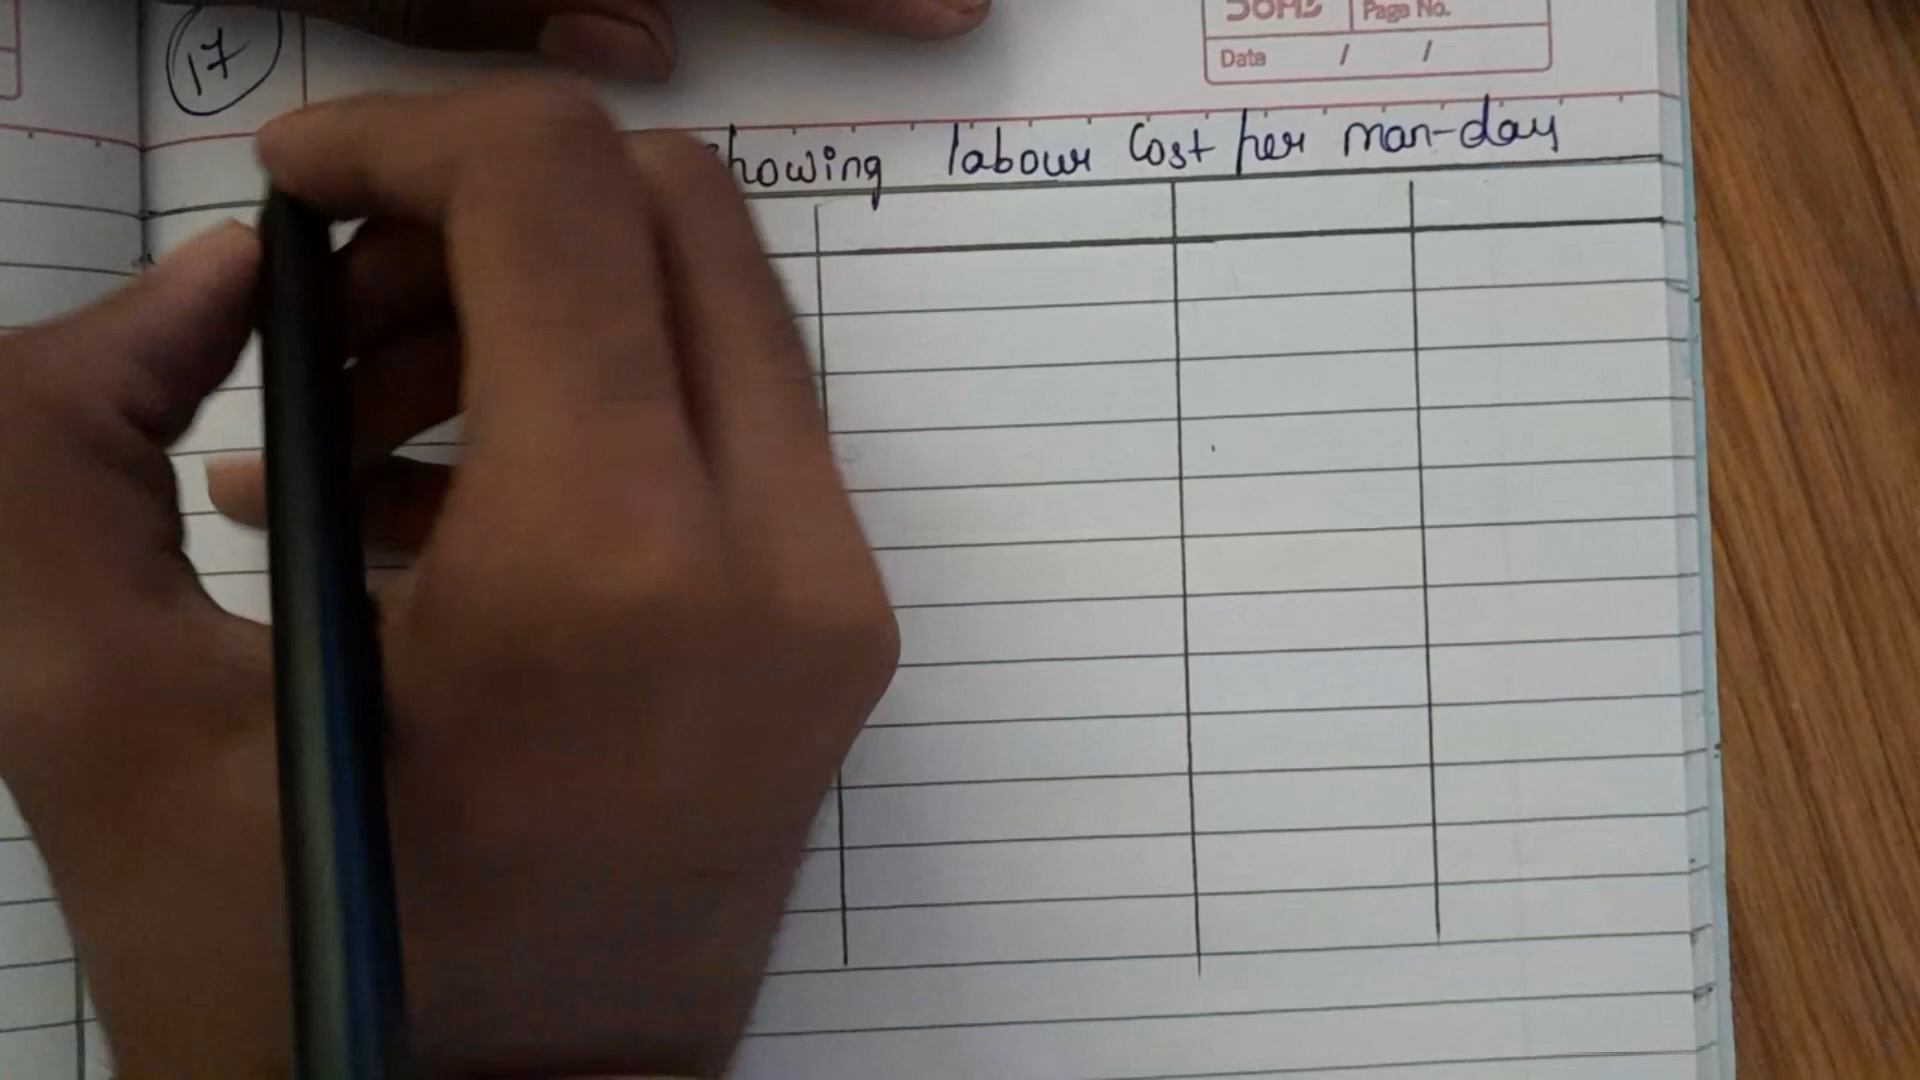 Page No.
17
Date / /
howing labour Cost per man-day